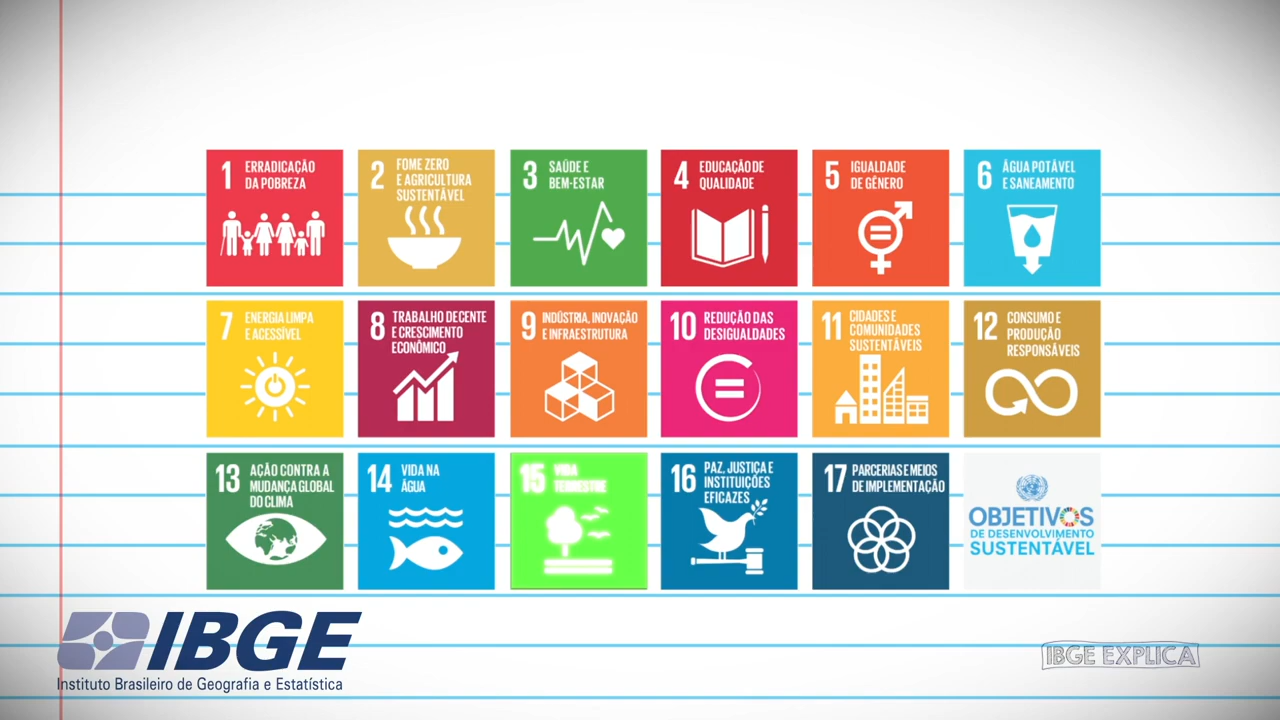 1 ERRADICAÇÃO
DA POBREZA
2 FOME ZERO
E AGRICULTURA
SUSTENTÁVEL
3 SAÚDE E
BEM-ESTAR
4 EDUCAÇÃO DE
QUALIDADE
5 IGUALDADE
DE GÊNERO
6 ÁGUA POTÁVEL
E SANEAMENTO
7 ENERGIA LIMPA
E ACESSÍVEL
8 TRABALHO DECENTE
E CRESCIMENTO
ECONÔMICO
9 INDÚSTRIA, INOVAÇÃO
E INFRAESTRUTURA
10 REDUÇÃO DAS
DESIGUALDADES
11 CIDADES E
COMUNIDADES
SUSTENTÁVEIS
12 CONSUMO E
PRODUÇÃO
RESPONSÁVEIS
13 AÇÃO CONTRA A
MUDANÇA GLOBAL
DO CLIMA
14 VIDA NA
ÁGUA
15 VIDA
TERRESTRE
16 PAZ, JUSTIÇA E
INSTITUIÇÕES
EFICAZES
17 PARCERIAS E MEIOS
DE IMPLEMENTAÇÃO
OBJETIVOS
DE DESENVOLVIMENTO
SUSTENTÁVEL
IBGE
Instituto Brasileiro de Geografia e Estatística
IBGE EXPLICA